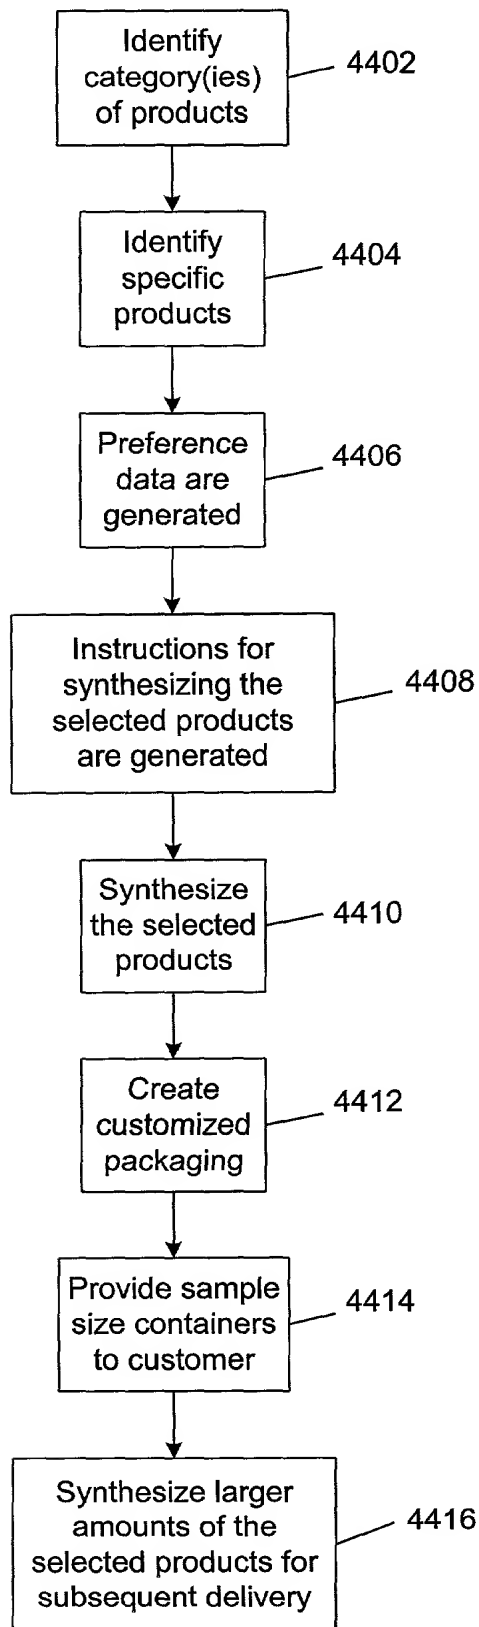 Identify
category(ies)
of products
4402
Identify
specific
products
4404
Preference
data are
generated
4406
Instructions for
synthesizing the
selected products
are generated
4408
Synthesize
the selected
products
4410
Create
customized
packaging
4412
Provide sample
size containers
to customer
4414
Synthesize larger
amounts of the
selected products for
subsequent delivery
4416